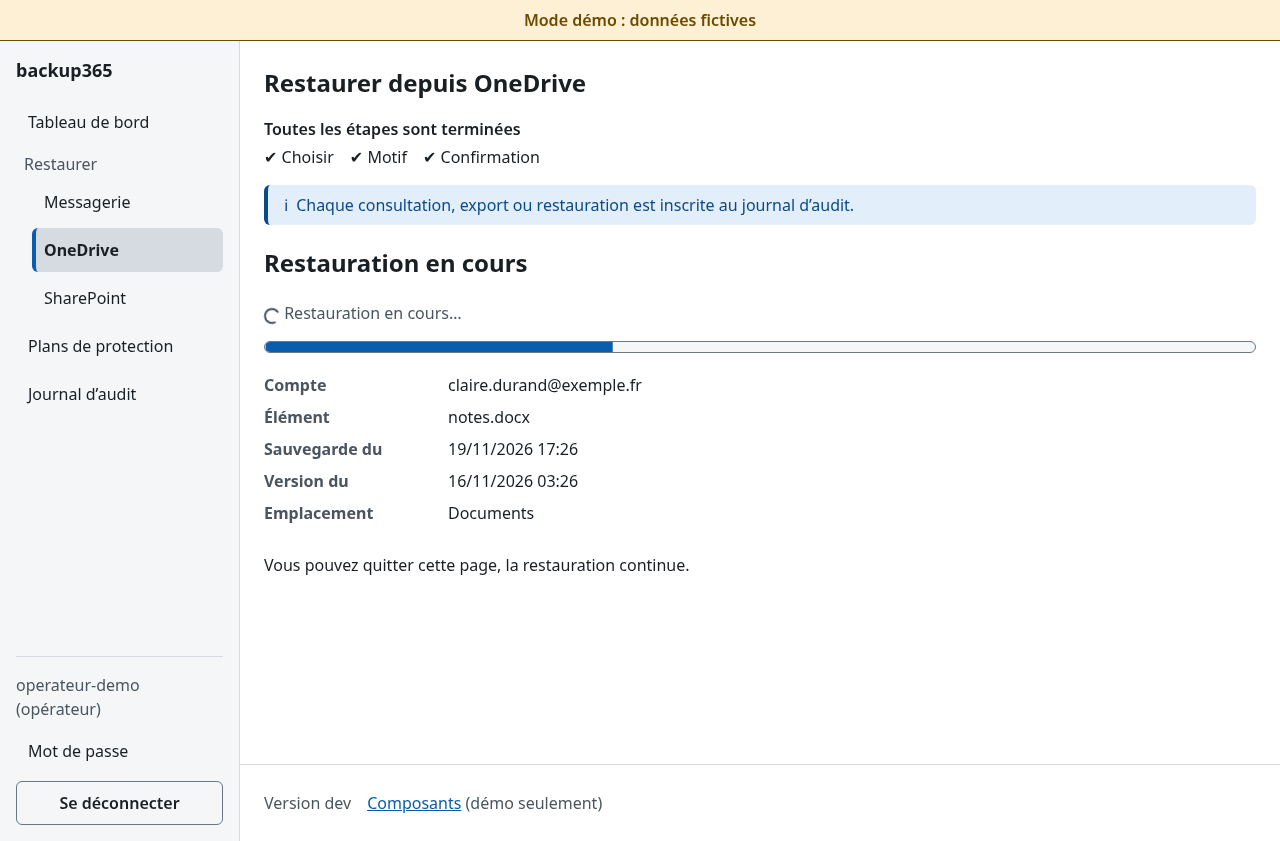 Mode démo : données fictives
backup365
Tableau de bord
Restaurer
Messagerie
OneDrive
SharePoint
Plans de protection
Journal d’audit
operateur-demo
(opérateur)
Mot de passe
Se déconnecter
Restaurer depuis OneDrive
Toutes les étapes sont terminées
✔ Choisir ✔ Motif ✔ Confirmation
i Chaque consultation, export ou restauration est inscrite au journal d’audit.
Restauration en cours
Restauration en cours…
Compte claire.durand@exemple.fr
Élément notes.docx
Sauvegarde du 19/11/2026 17:26
Version du 16/11/2026 03:26
Emplacement Documents
Vous pouvez quitter cette page, la restauration continue.
Version dev Composants (démo seulement)